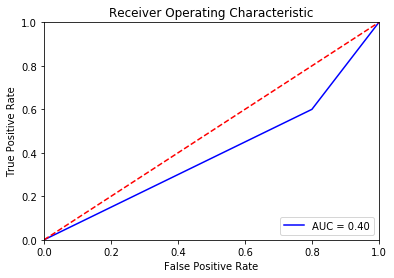 Receiver Operating Characteristic
1.0
0.8
0.6
0.4
0.2
0.0
True Positive Rate
AUC = 0.40
0.0 0.2 0.4 0.6 0.8 1.0
False Positive Rate